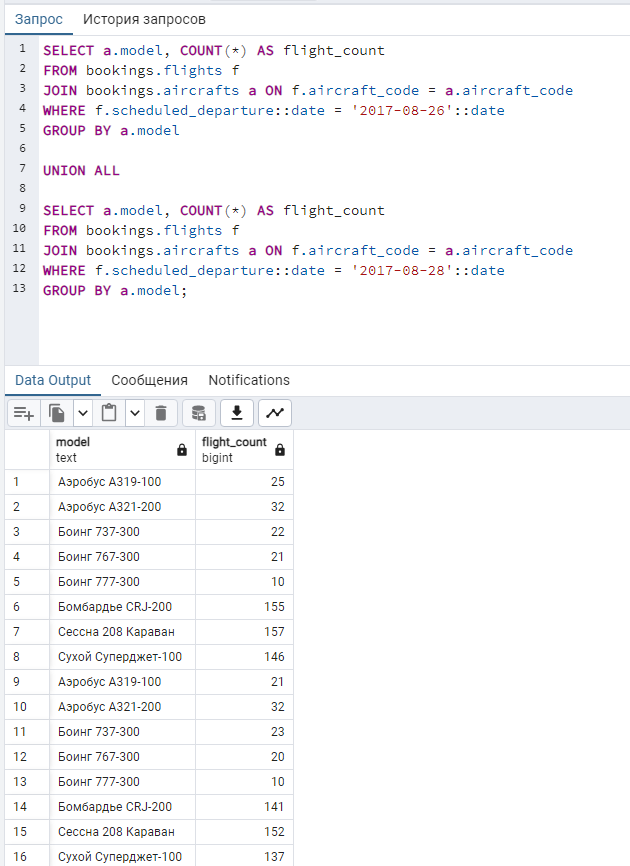 Запрос История запросов
1 SELECT a.model, COUNT(*) AS flight_count
2 FROM bookings.flights f
3 JOIN bookings.aircrafts a ON f.aircraft_code = a.aircraft_code
4 WHERE f.scheduled_departure::date = '2017-08-26'::date
5 GROUP BY a.model
6
7 UNION ALL
8
9 SELECT a.model, COUNT(*) AS flight_count
10 FROM bookings.flights f
11 JOIN bookings.aircrafts a ON f.aircraft_code = a.aircraft_code
12 WHERE f.scheduled_departure::date = '2017-08-28'::date
13 GROUP BY a.model;
Data Output Сообщения Notifications
model flight_count
text bigint
1 Аэробус A319-100 25
2 Аэробус A321-200 32
3 Боинг 737-300 22
4 Боинг 767-300 21
5 Боинг 777-300 10
6 Бомбардье CRJ-200 155
7 Сессна 208 Караван 157
8 Сухой Суперджет-100 146
9 Аэробус A319-100 21
10 Аэробус A321-200 32
11 Боинг 737-300 23
12 Боинг 767-300 20
13 Боинг 777-300 10
14 Бомбардье CRJ-200 141
15 Сессна 208 Караван 152
16 Сухой Суперджет-100 137